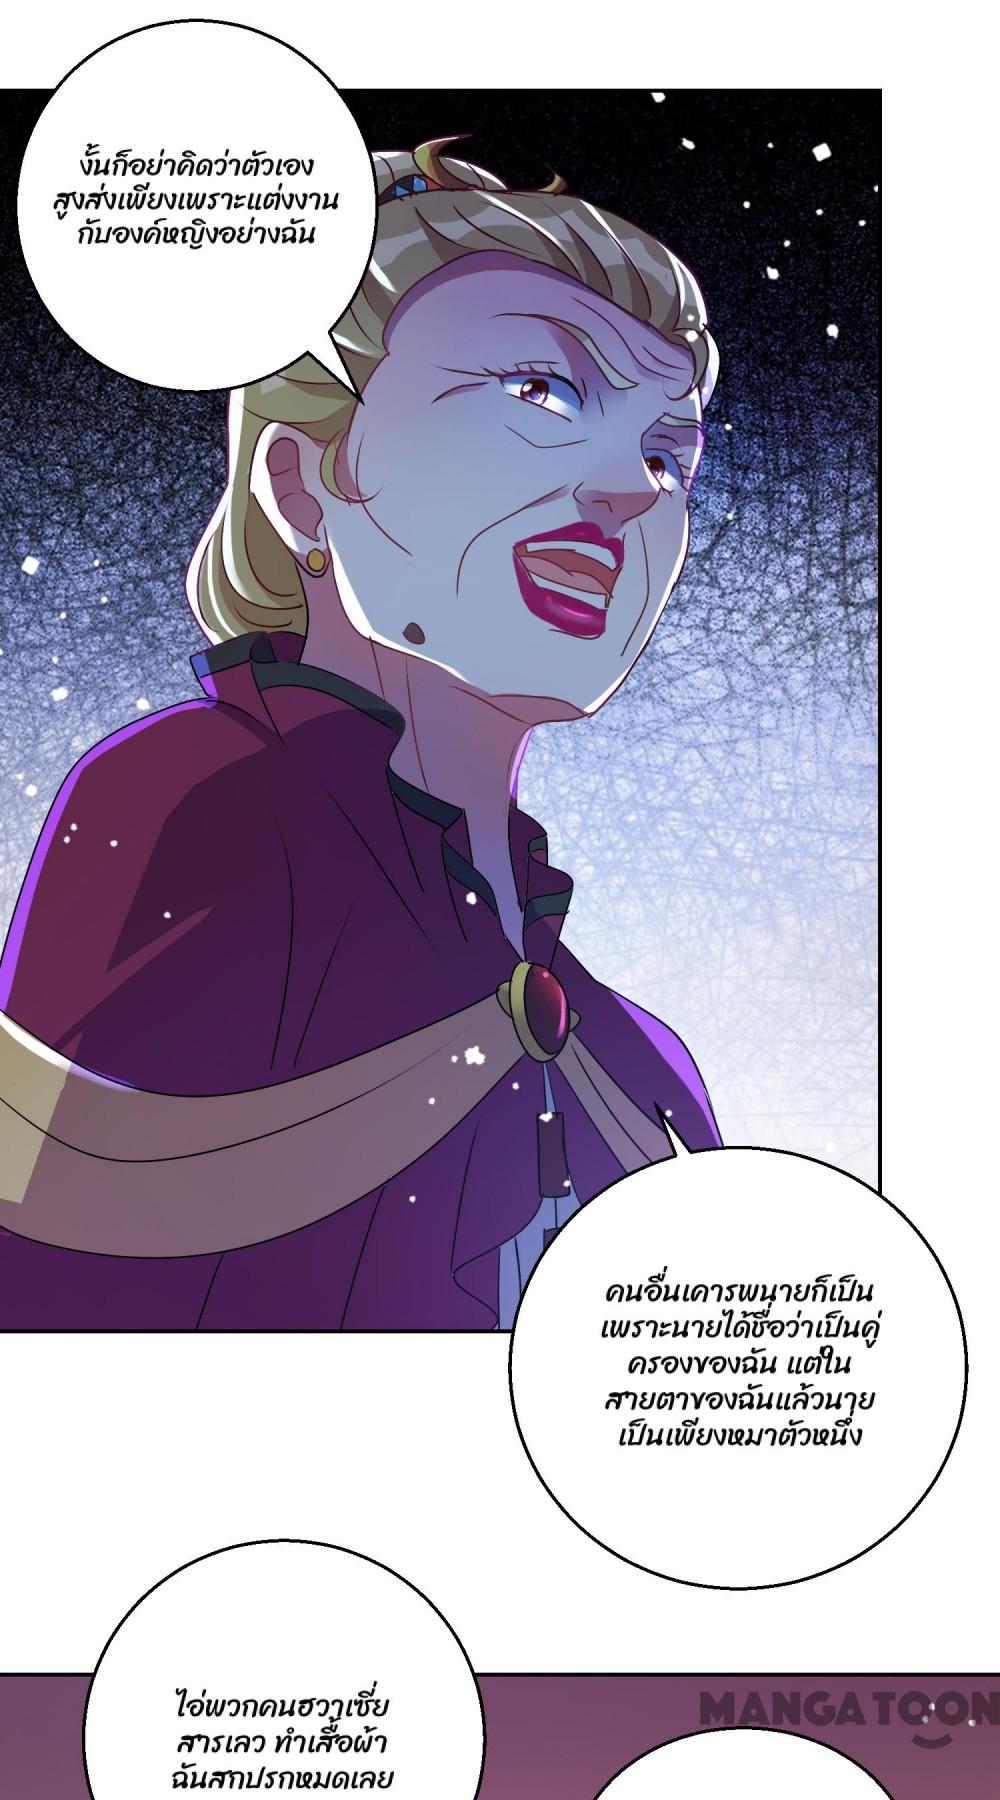 งั้นก็อย่าคิดว่าตัวเอง
สูงส่งเพียงเพราะแต่งงาน
กับองค์หญิงอย่างฉัน
คนอื่นเคารพนายก็เป็น
เพราะนายได้ชื่อว่าเป็นคู่
ครองของฉัน แต่ใน
สายตาของฉันแล้วนาย
เป็นเพียงหมาตัวหนึ่ง
MANGATOON
ไอ่พวกคนฮวาเซี่ย
สารเลว ทำเสื้อผ้า
ฉันสกปรกหมดเลย